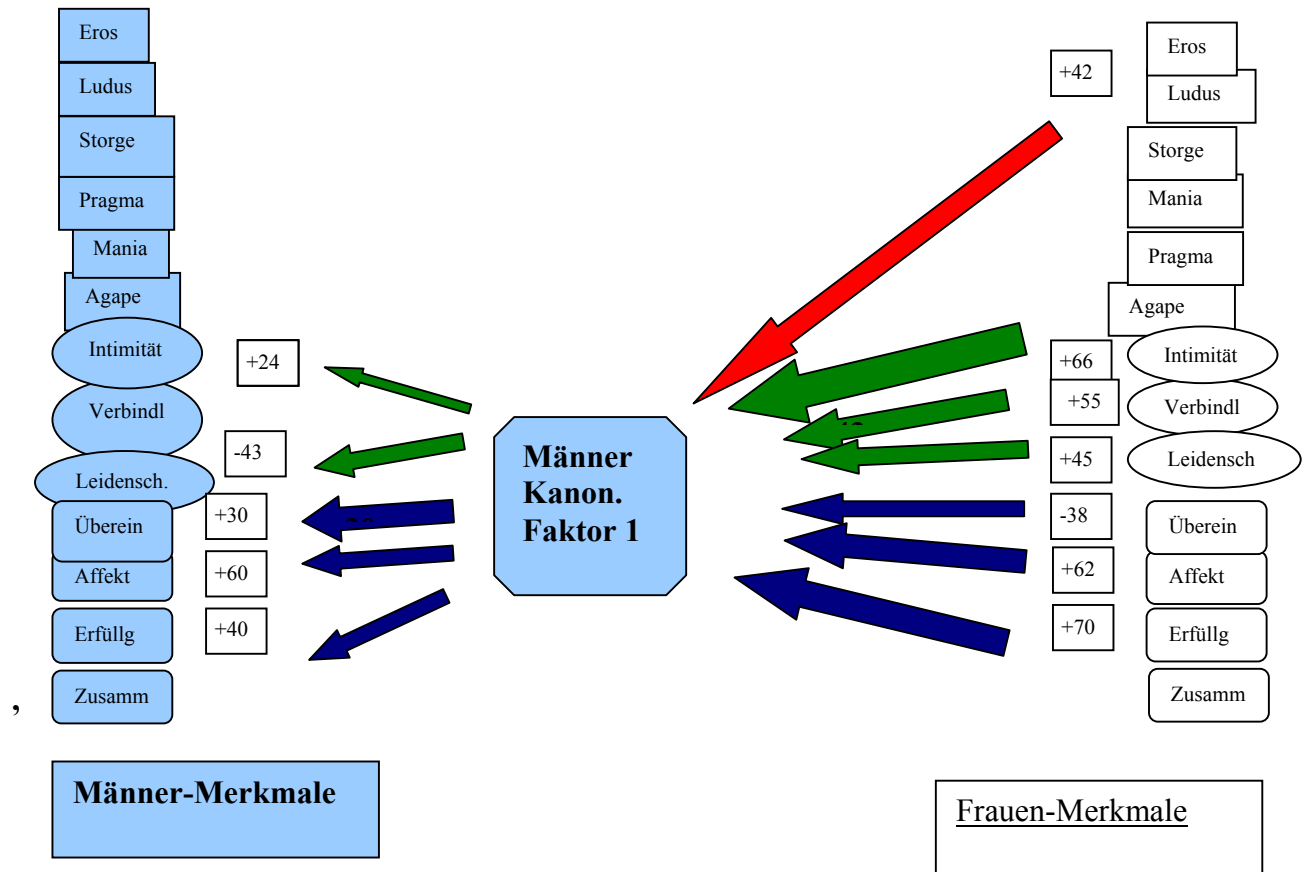 Eros
Ludus
Storge
Pragma
Mania
Agape
Intimität
Verbindl
Leidensch.
Überein
Affekt
Erfüllg
Zusamm
,
+24
-43
+30
+60
+40
Männer
Kanon.
Faktor 1
+42
+66
+55
+45
-38
+62
+70
Eros
Ludus
Storge
Mania
Pragma
Agape
Intimität
Verbindl
Leidensch
Überein
Affekt
Erfüllg
Zusamm
Männer-Merkmale
Frauen-Merkmale